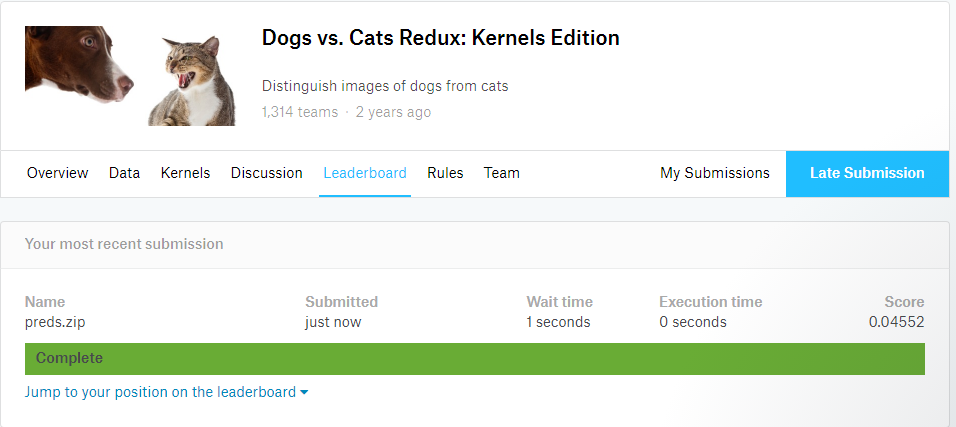 Dogs vs. Cats Redux: Kernels Edition
Distinguish images of dogs from cats
1,314 teams · 2 years ago
Overview Data Kernels Discussion Leaderboard Rules Team My Submissions Late Submission
Your most recent submission
Name Submitted Wait time Execution time Score
preds.zip just now 1 seconds 0 seconds 0.04552
Complete
Jump to your position on the leaderboard